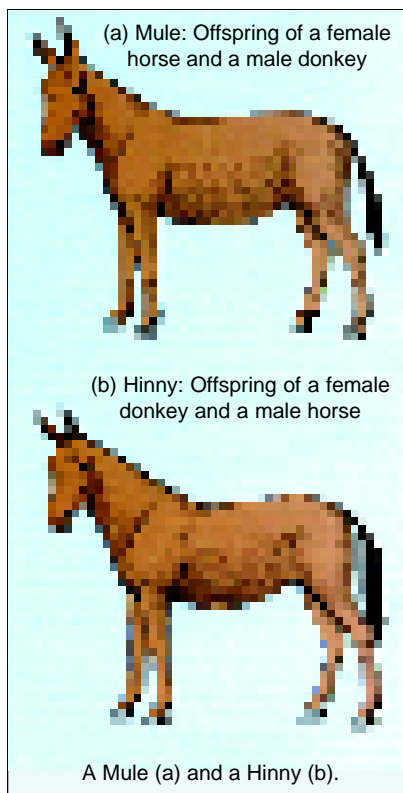 (a) Mule: Offspring of a female
horse and a male donkey
(b) Hinny: Offspring of a female
donkey and a male horse
A Mule (a) and a Hinny (b).